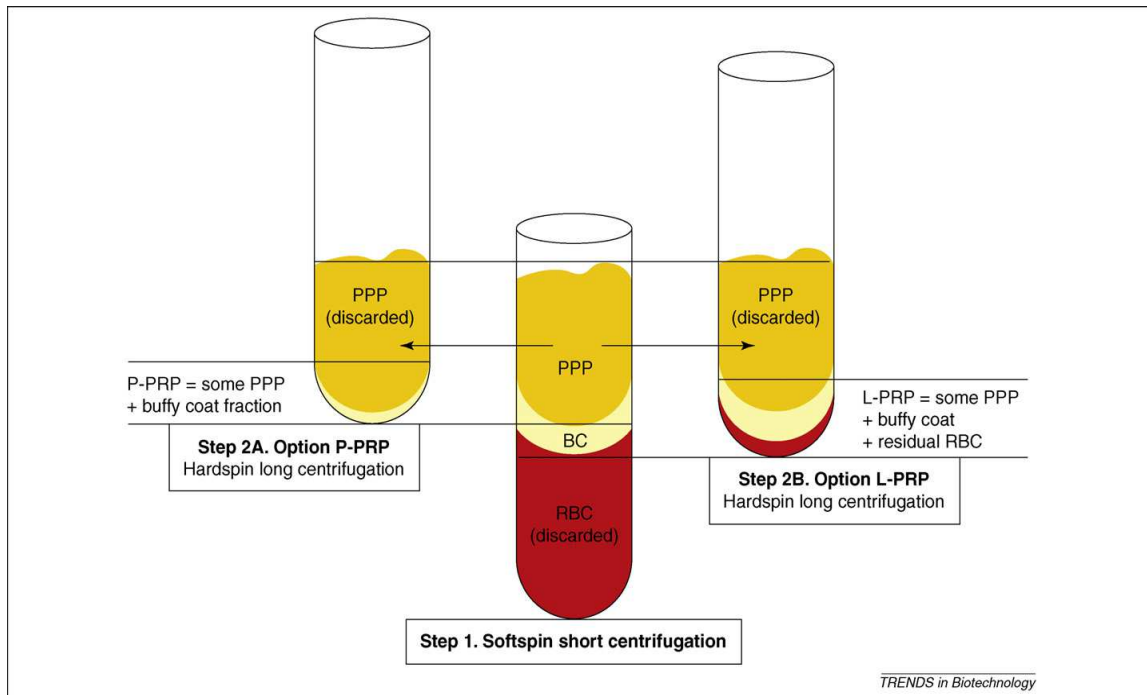 PPP
(discarded)
P-PRP = some PPP
+ buffy coat fraction
Step 2A. Option P-PRP
Hardspin long centrifugation
PPP
BC
RBC
(discarded)
Step 1. Softspin short centrifugation
PPP
(discarded)
L-PRP = some PPP
+ buffy coat
+ residual RBC
Step 2B. Option L-PRP
Hardspin long centrifugation
TRENDS in Biotechnology